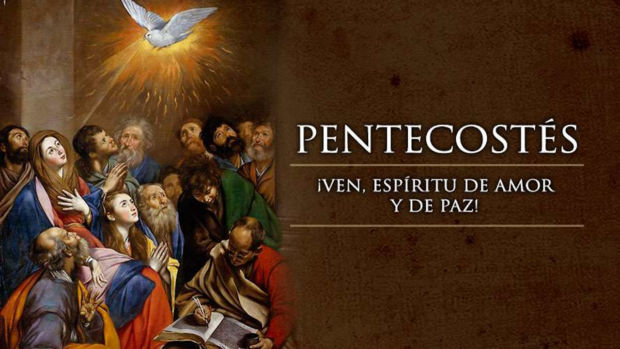 PENTECOSTÉS
¡VEN, ESPÍRITU DE AMOR
Y DE PAZ!